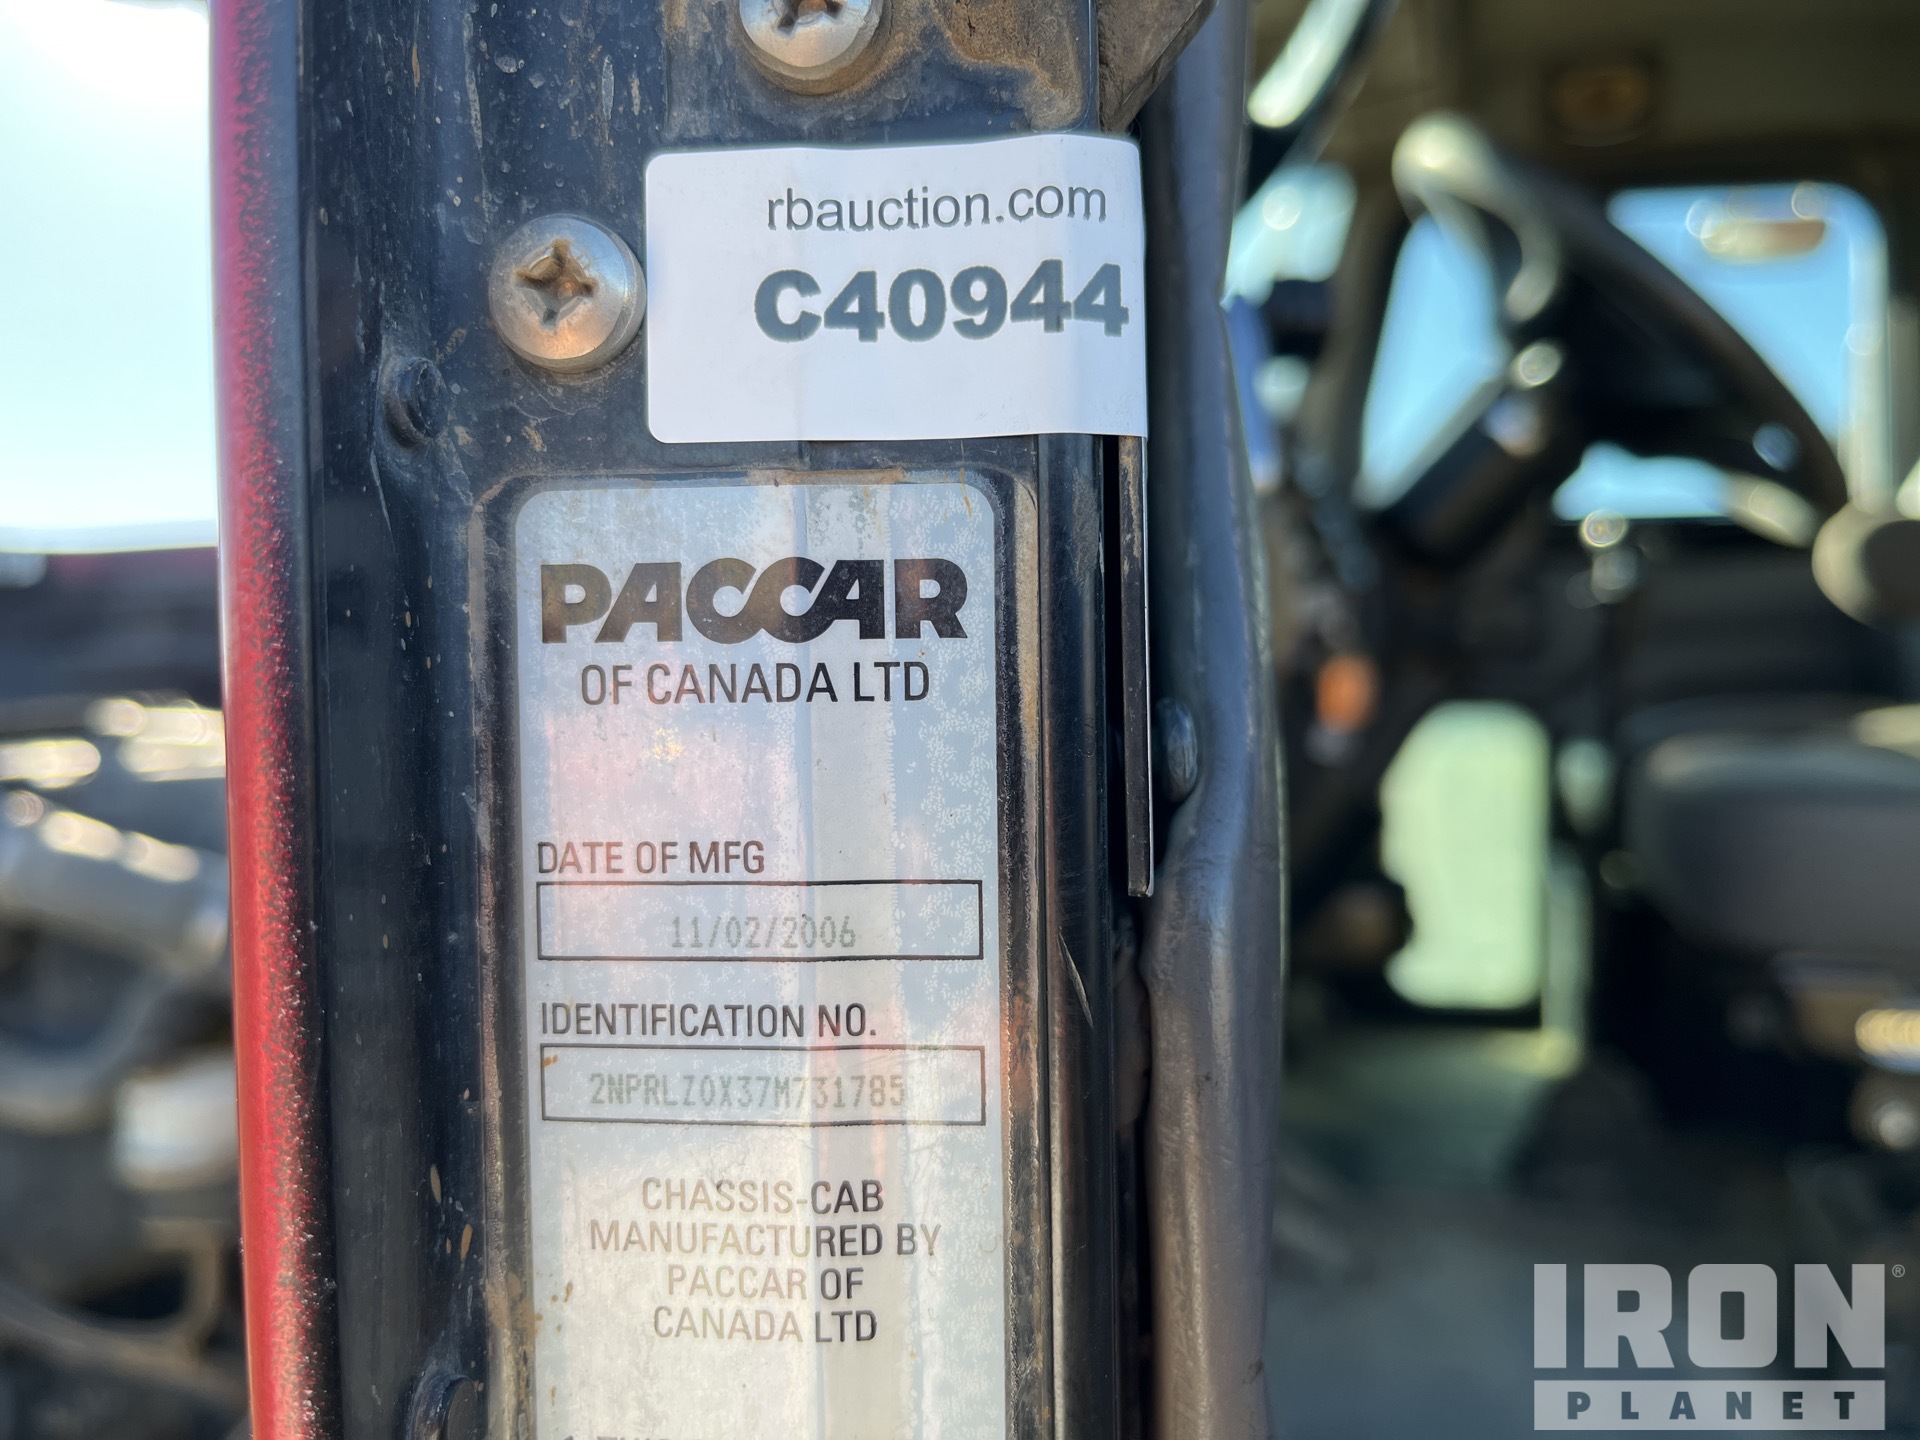 rbauction.com
C40944
PACCAR
OF CANADA LTD
DATE OF MFG
11/02/2006
IDENTIFICATION NO.
2NPRLZ0X37M731785
CHASSIS-CAB
MANUFACTURED BY
PACCAR OF
CANADA LTD
IRON®
PLANET